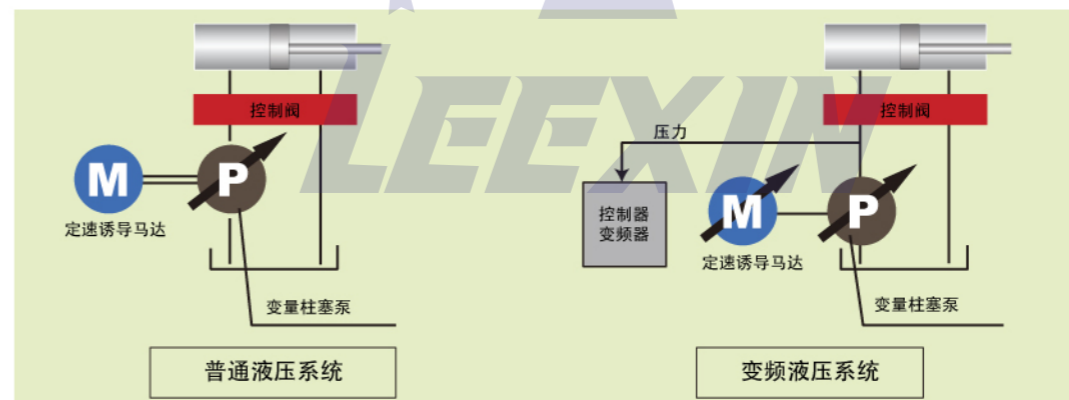 LEEXIN
控制阀
M
P
定速诱导马达
变量柱塞泵
普通液压系统
控制阀
压力
控制器
变频器
M
P
定速诱导马达
变量柱塞泵
变频液压系统